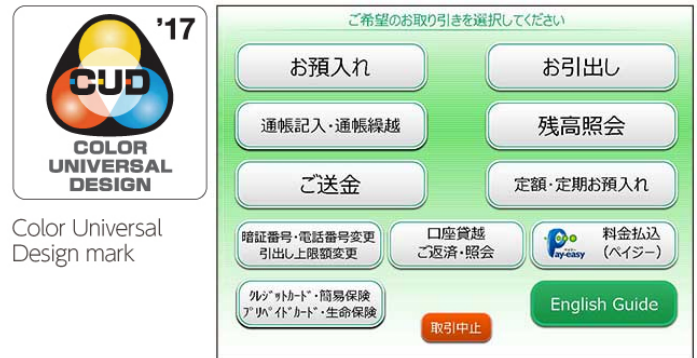 '17
CUD
COLOR
UNIVERSAL
DESIGN
Color Universal
Design mark
ご希望のお取り引きを選択してください
お預入れ
お引出し
通帳記入・通帳繰越
残高照会
ご送金
定額・定期お預入れ
暗証番号・電話番号変更
引出し上限額変更
口座貸越
ご返済・照会
Pay-easy
料金払込
(ペイジー)
クレジットカード・簡易保険
プリペイドカード・生命保険
English Guide
取引中止